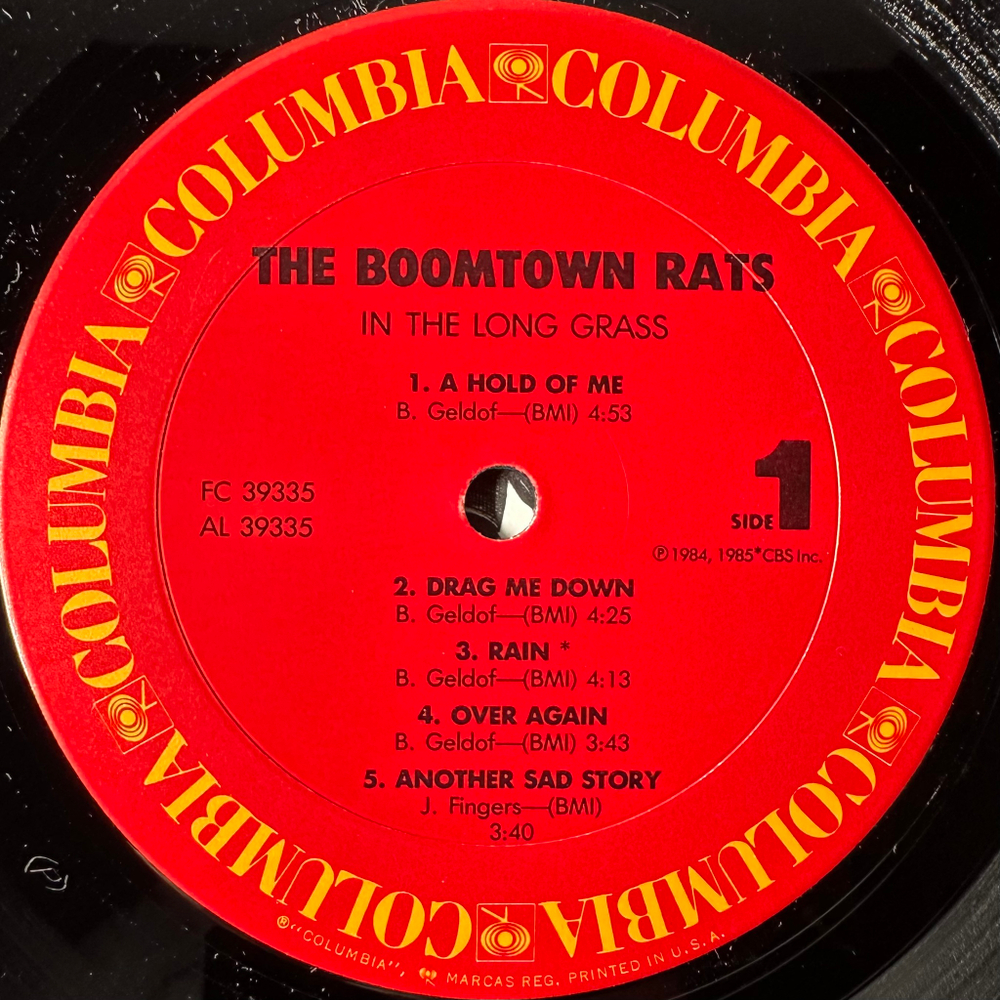 COLUMBIA COLUMBIA COLUMBIA COLUMBIA COLUMBIA COLUMBIA
THE BOOMTOWN RATS
IN THE LONG GRASS
1. A HOLD OF ME
B. Geldof—(BMI) 4:53
FC 39335
AL 39335
SIDE 1
℗ 1984, 1985*CBS Inc.
2. DRAG ME DOWN
B. Geldof—(BMI) 4:25
3. RAIN *
B. Geldof—(BMI) 4:13
4. OVER AGAIN
B. Geldof—(BMI) 3:43
5. ANOTHER SAD STORY
J. Fingers—(BMI)
3:40
®"COLUMBIA", MARCAS REG. PRINTED IN U.S.A.